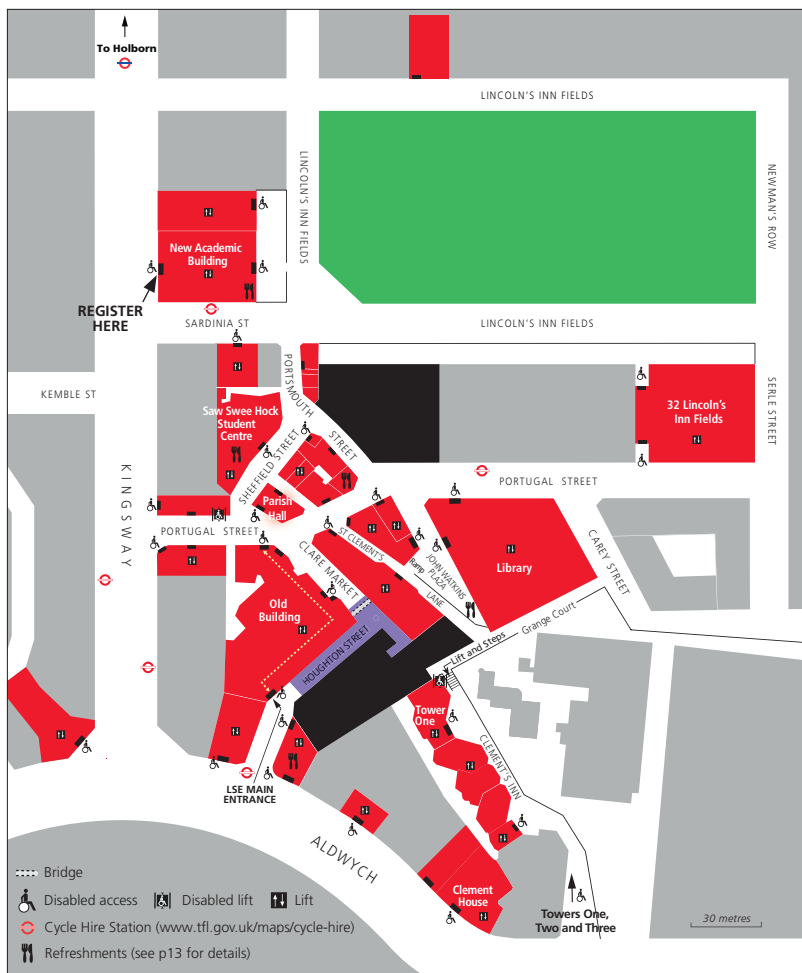 To Holborn
LINCOLN'S INN FIELDS
LINCOLN'S INN FIELDS
NEWMAN'S ROW
New Academic
Building
REGISTER
HERE
SARDINIA ST
LINCOLN'S INN FIELDS
KEMBLE ST
PORTSMOUTH
STREET
Saw Swee Hock
Student
Centre
SHEFFIELD STREET
32 Lincoln's
Inn Fields
SERLE STREET
KINGSWAY
PORTUGAL STREET
Parish
Hall
PORTUGAL STREET
ST CLEMENT'S
LANE
CLARE MARKET
Ramp
JOHN WATKINS
PLAZA
Library
CAREY STREET
Old
Building
HOUGHTON STREET
Grange Court
Lift and Steps
Tower
One
CLEMENT'S INN
LSE MAIN
ENTRANCE
ALDWYCH
Clement
House
Towers One,
Two and Three
30 metres
Bridge
Disabled access
Disabled lift
Lift
Cycle Hire Station (www.tfl.gov.uk/maps/cycle-hire)
Refreshments (see p13 for details)